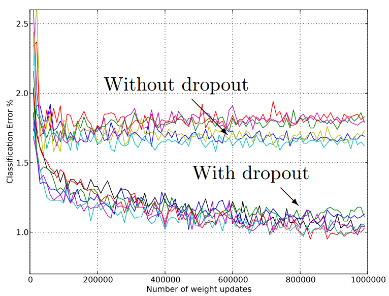 2.5
2.0
1.5
1.0
Classification Error %
Without dropout
With dropout
0
200000
400000
600000
800000
1000000
Number of weight updates